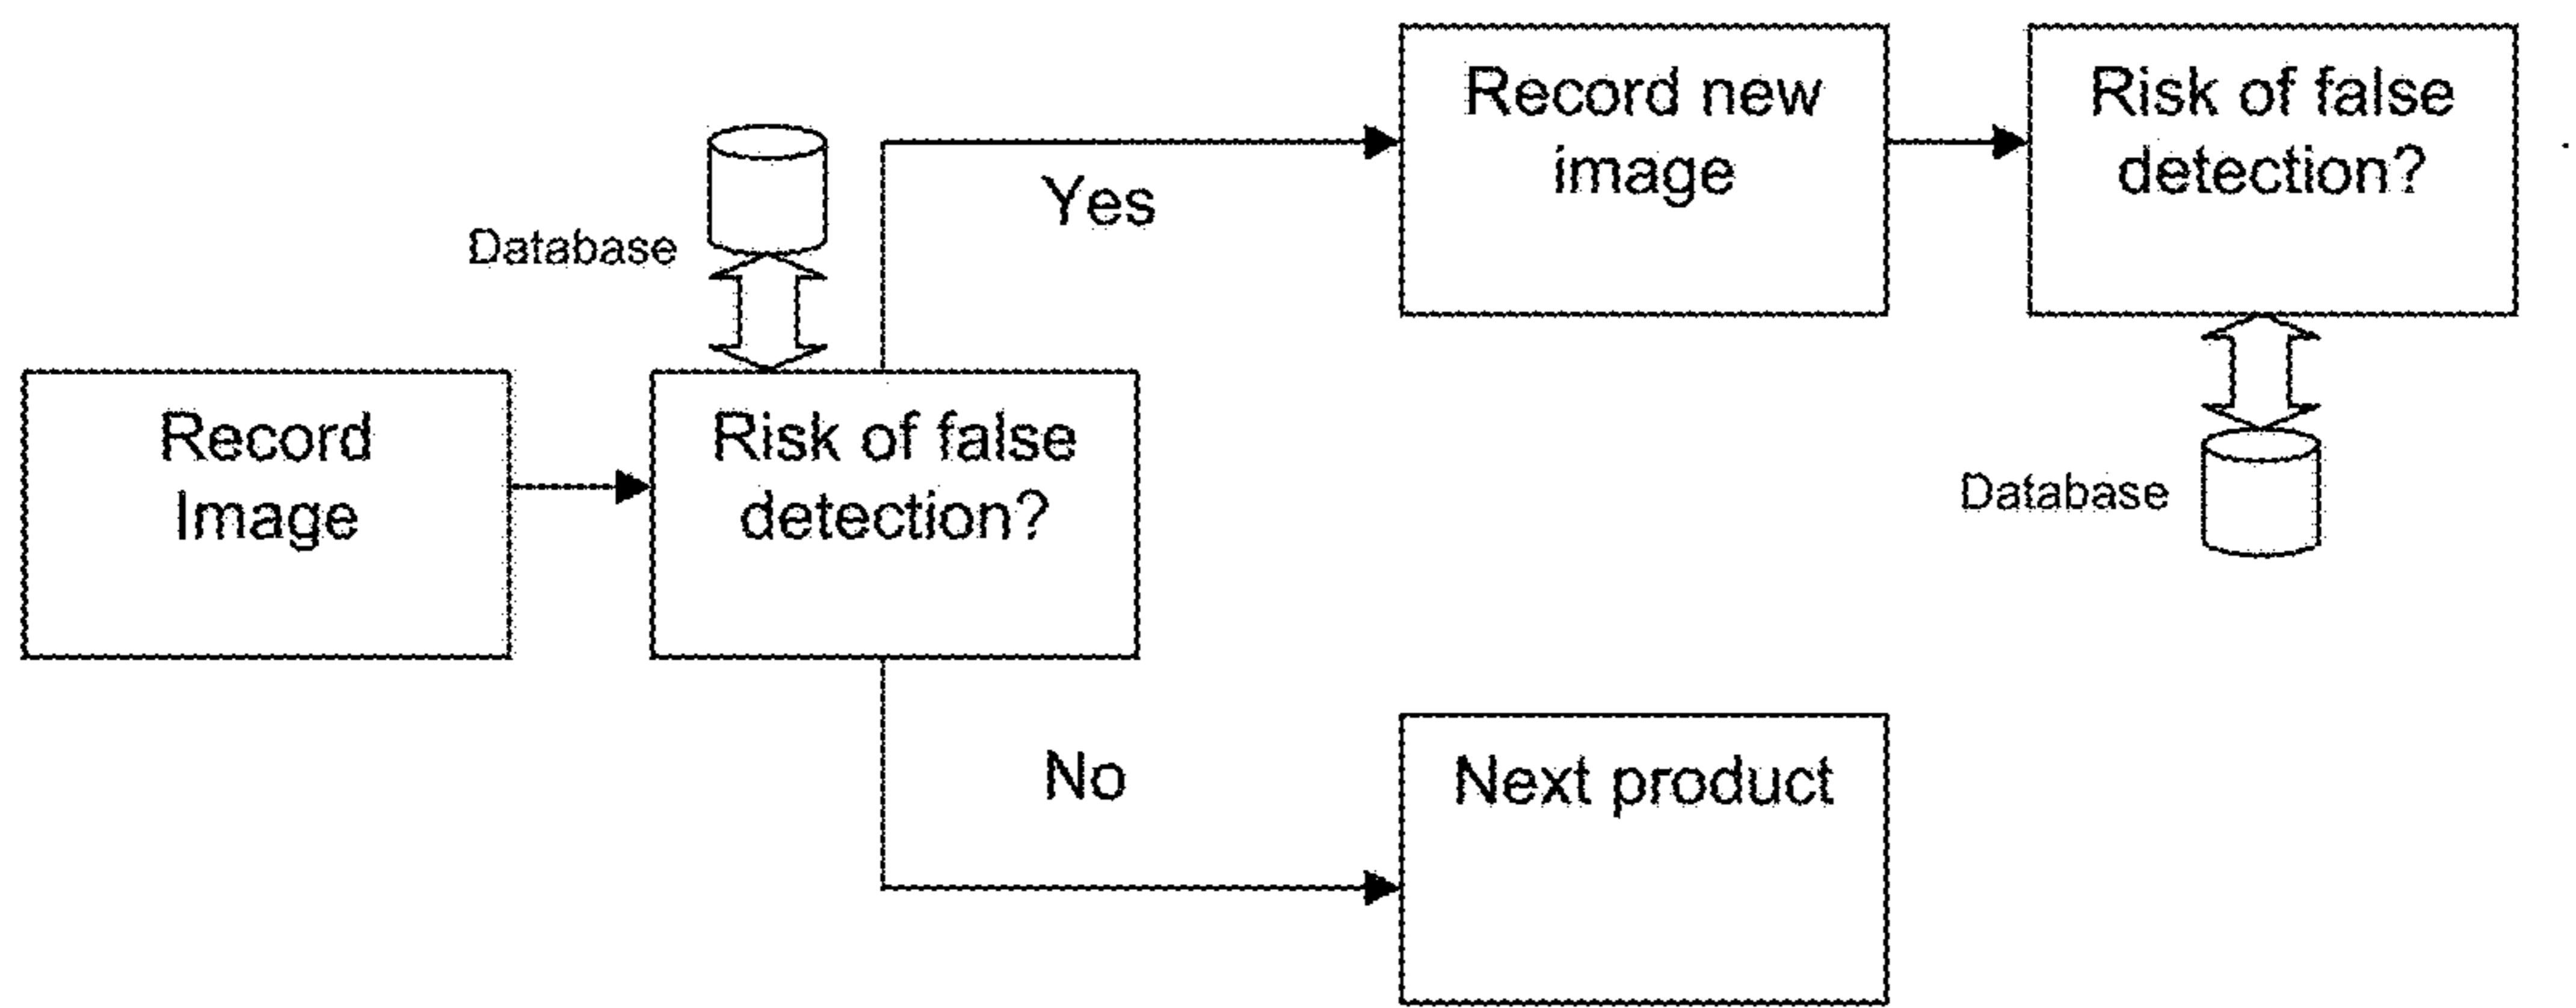 Record
Image
Database
Risk of false
detection?
Yes
Record new
image
Risk of false
detection?
Database
No
Next product